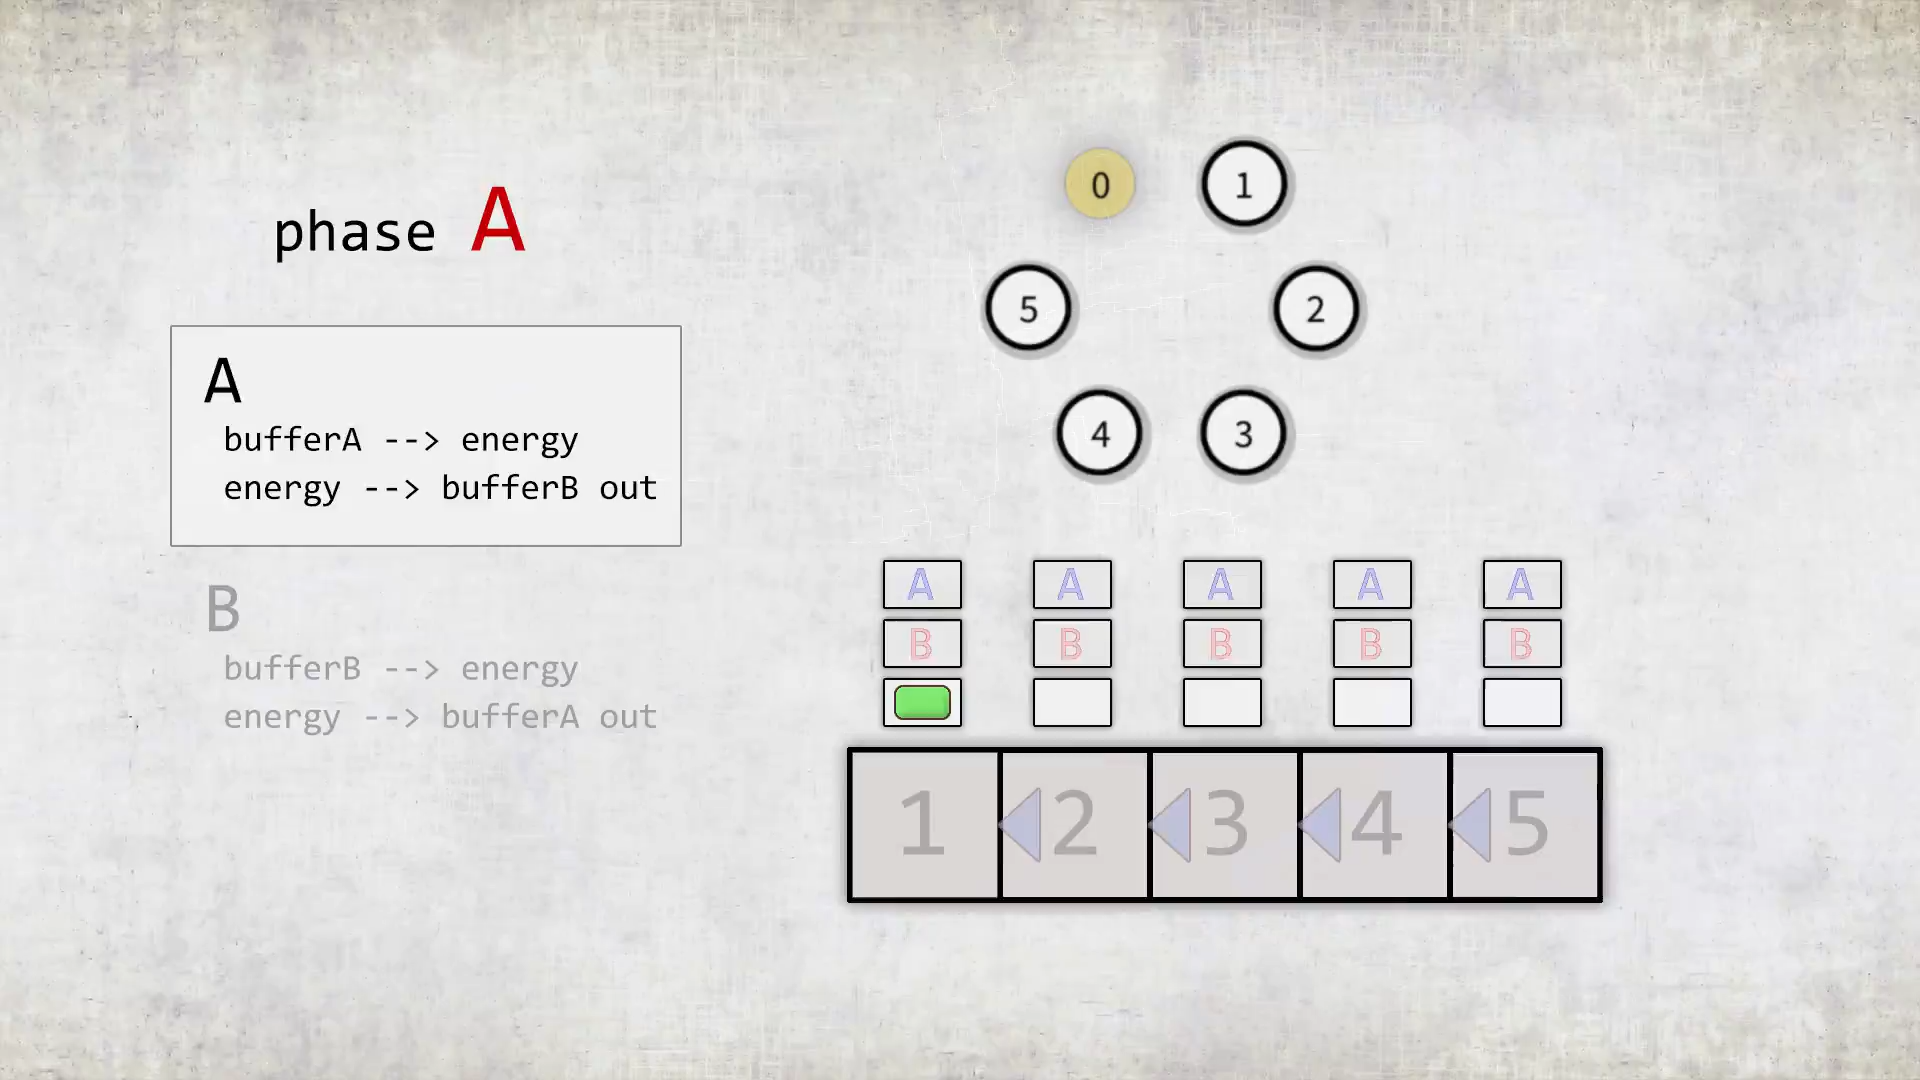 phase A
A
bufferA --> energy
energy --> bufferB out
B
bufferB --> energy
energy --> bufferA out
0 1
5 2
4 3
A A A A A
B B B B B
1 2 3 4 5